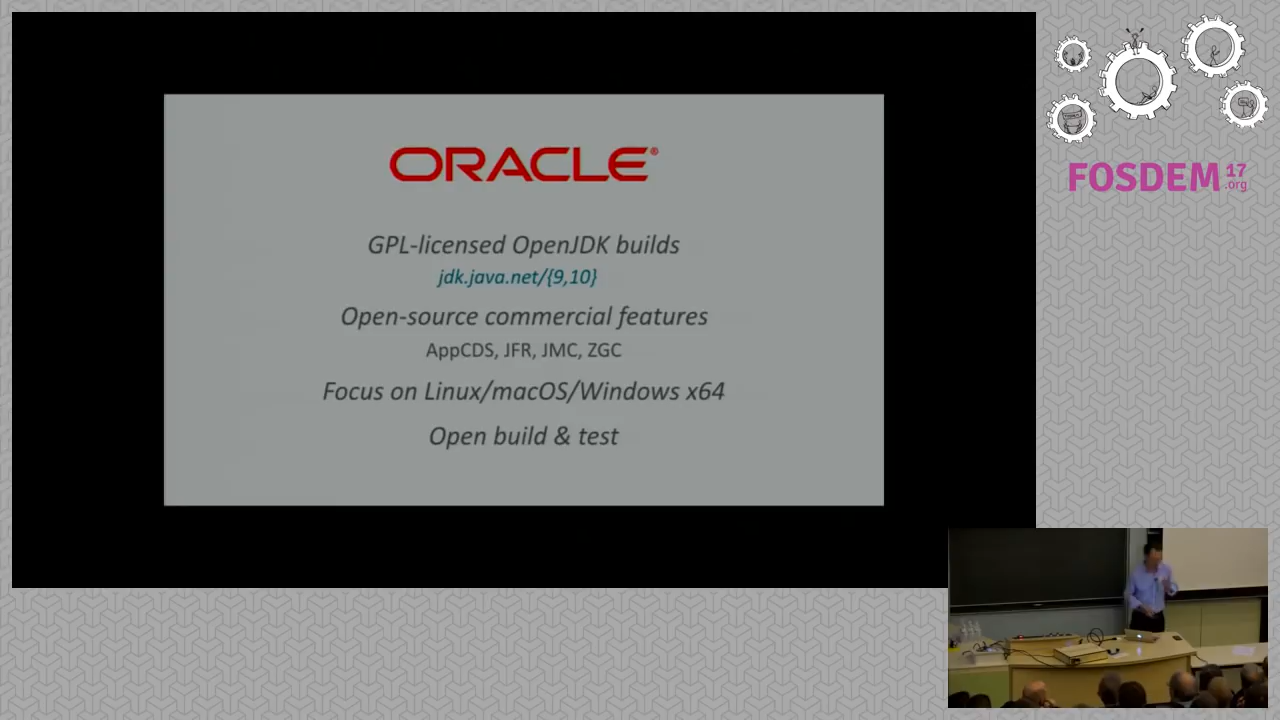 ORACLE®
GPL-licensed OpenJDK builds
jdk.java.net/{9,10}
Open-source commercial features
AppCDS, JFR, JMC, ZGC
Focus on Linux/macOS/Windows x64
Open build & test
FOSDEM 17
.org